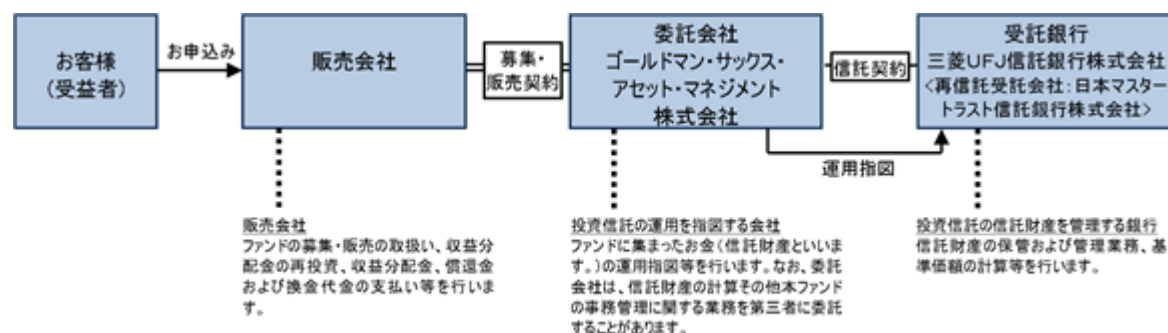 お客様
(受益者)
お申込み
販売会社
募集・
販売契約
委託会社
ゴールドマン・サックス・
アセット・マネジメント
株式会社
信託契約
受託銀行
三菱UFJ信託銀行株式会社
<再信託受託会社:日本マスター
トラスト信託銀行株式会社>
運用指図
販売会社
ファンドの募集・販売の取扱い、収益分
配金の再投資、収益分配金、償還金
および換金代金の支払い等を行いま
す。
投資信託の運用を指図する会社
ファンドに集まったお金(信託財産といいま
す。)の運用指図等を行います。なお、委託
会社は、信託財産の計算その他本ファンド
の事務管理に関する業務を第三者に委託
することがあります。
投資信託の信託財産を管理する銀行
信託財産の保管および管理業務、基
準価額の計算等を行います。